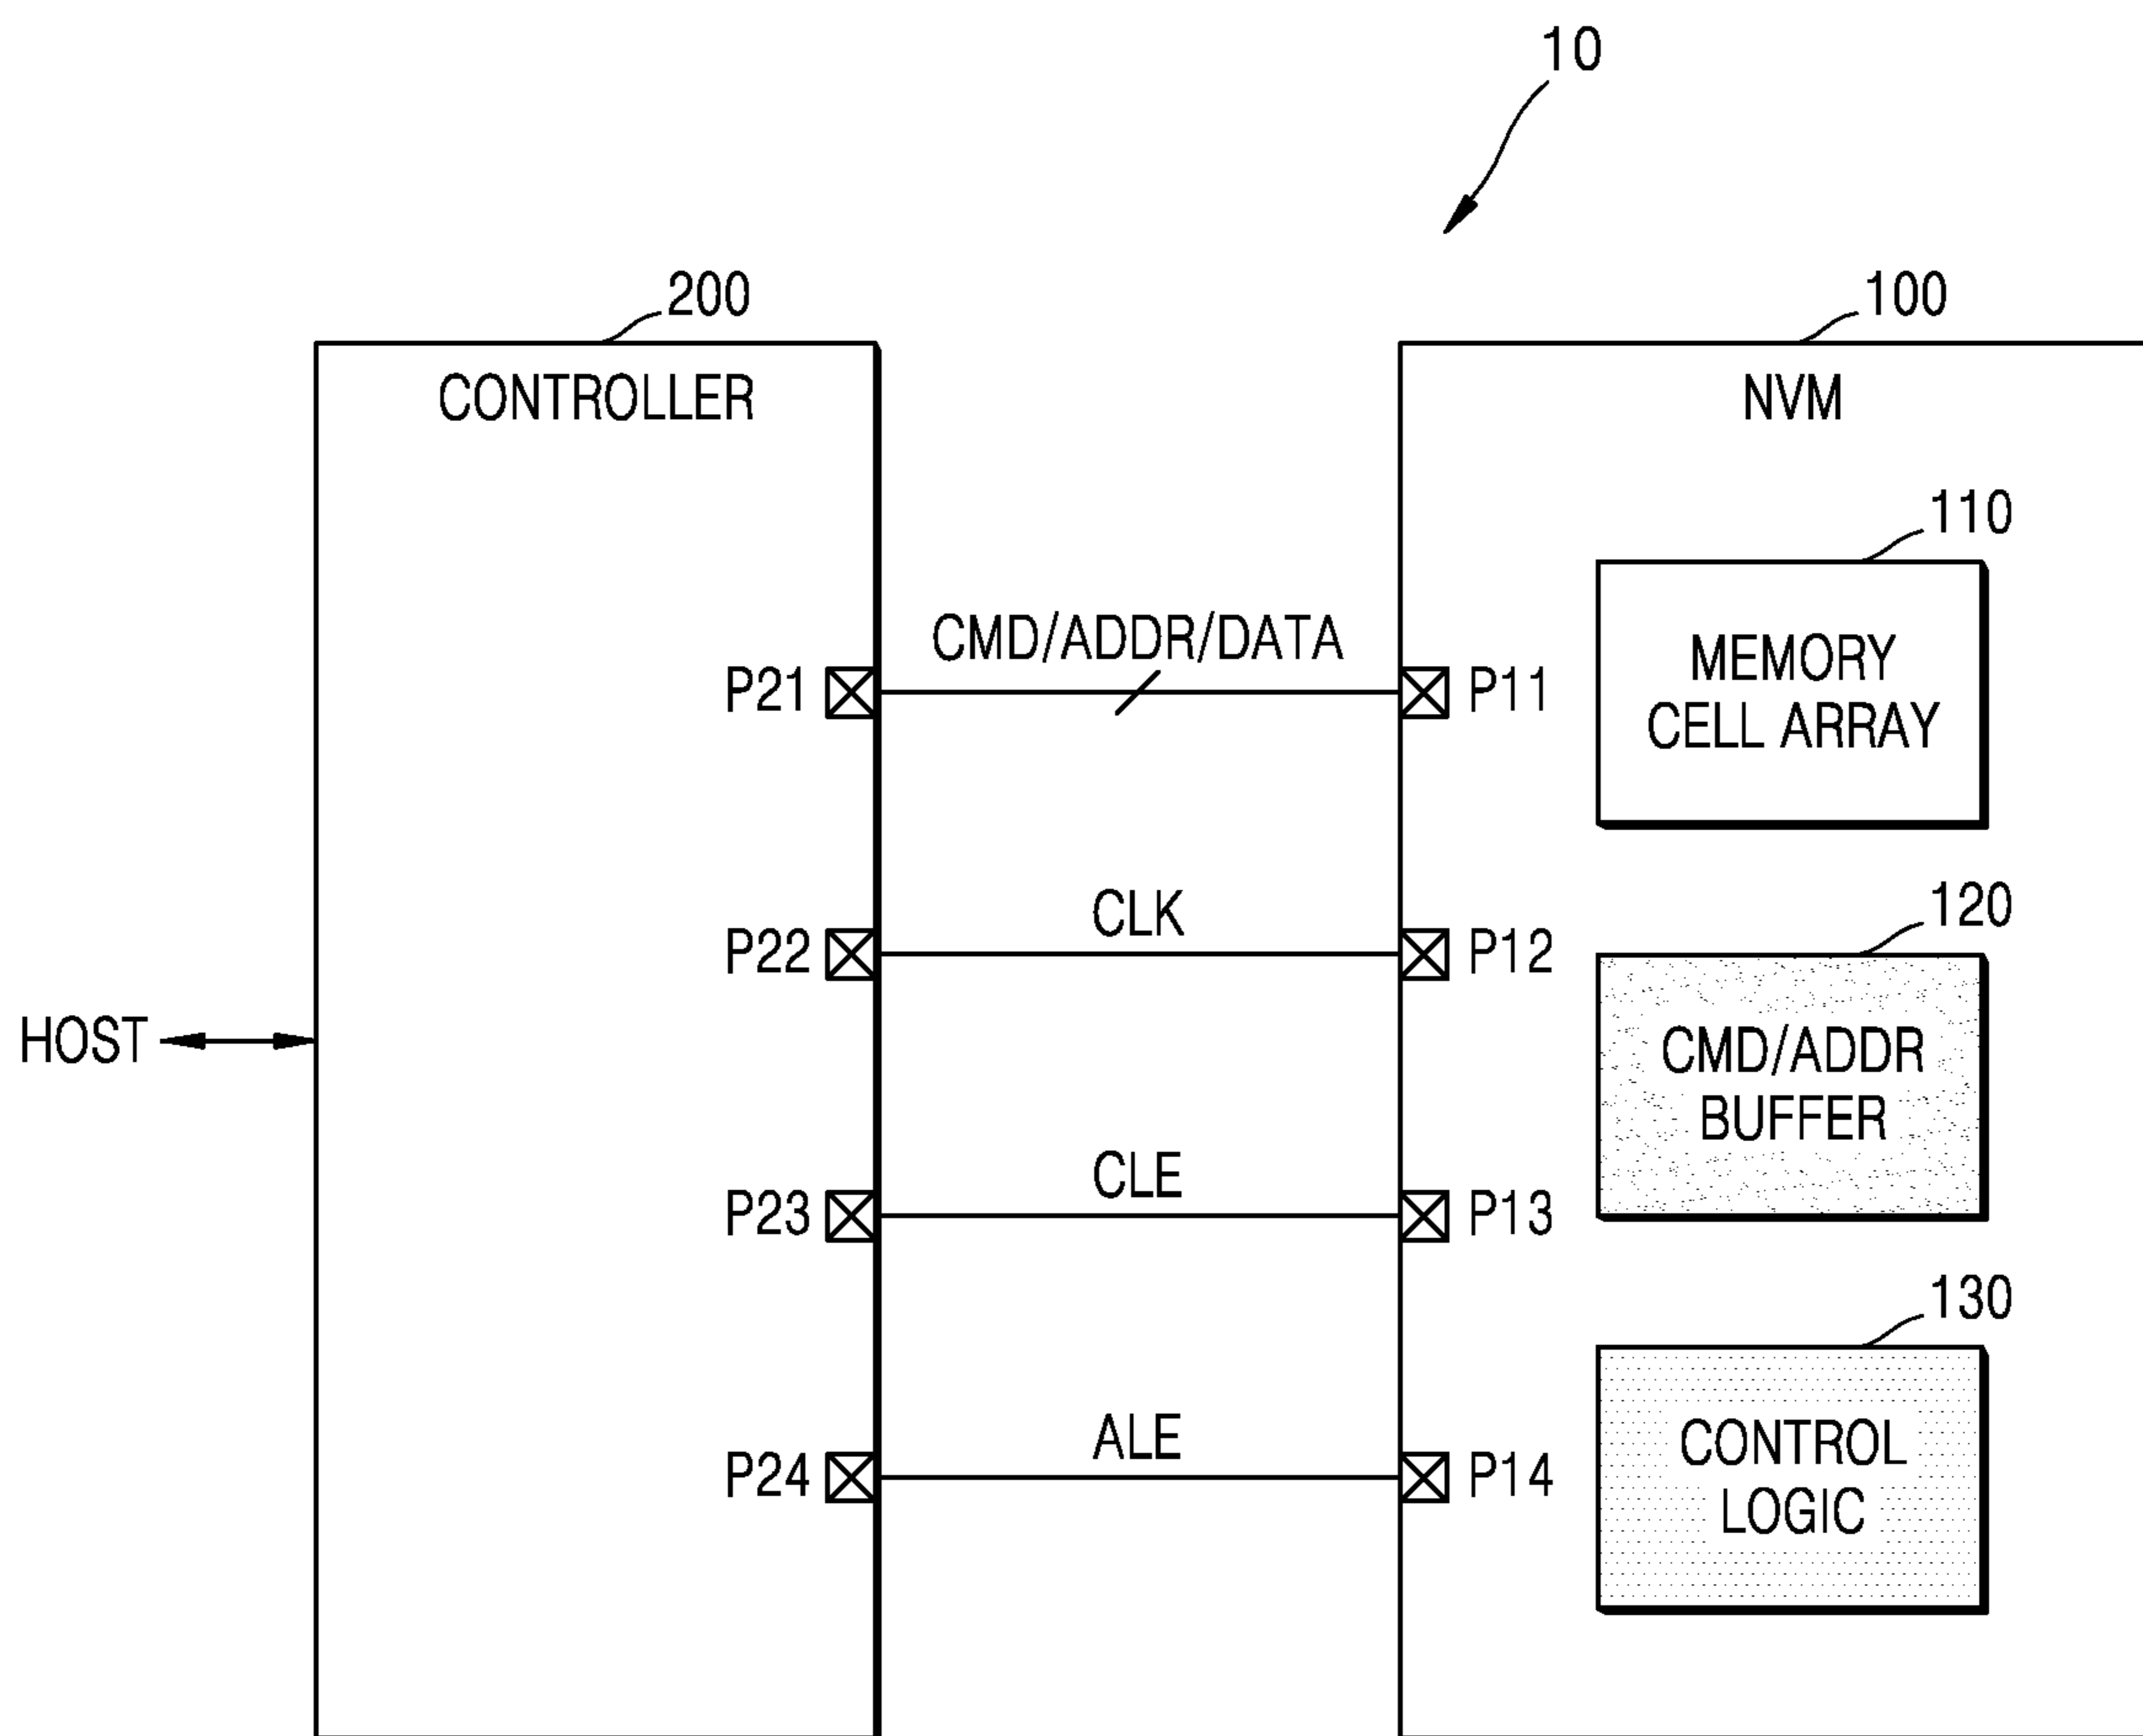 10
200
100
CONTROLLER
NVM
110
CMD/ADDR/DATA
MEMORY
CELL ARRAY
P21
P11
120
CLK
P22
P12
HOST
CMD/ADDR
BUFFER
CLE
P23
P13
130
ALE
P24
P14
CONTROL
LOGIC